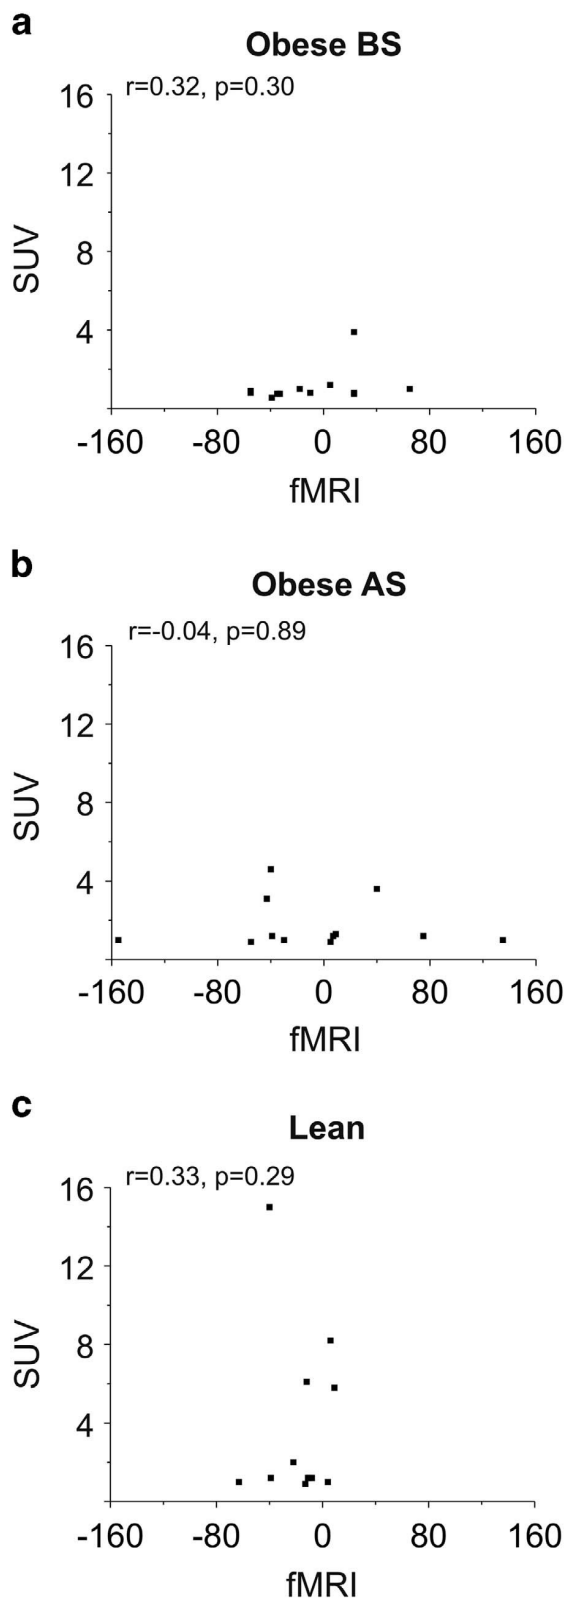 a
Obese BS
r=0.32, p=0.30
16
12
8
4
SUV
-160 -80 0 80 160
fMRI
b
Obese AS
r=-0.04, p=0.89
16
12
8
4
SUV
-160 -80 0 80 160
fMRI
c
Lean
r=0.33, p=0.29
16
12
8
4
SUV
-160 -80 0 80 160
fMRI